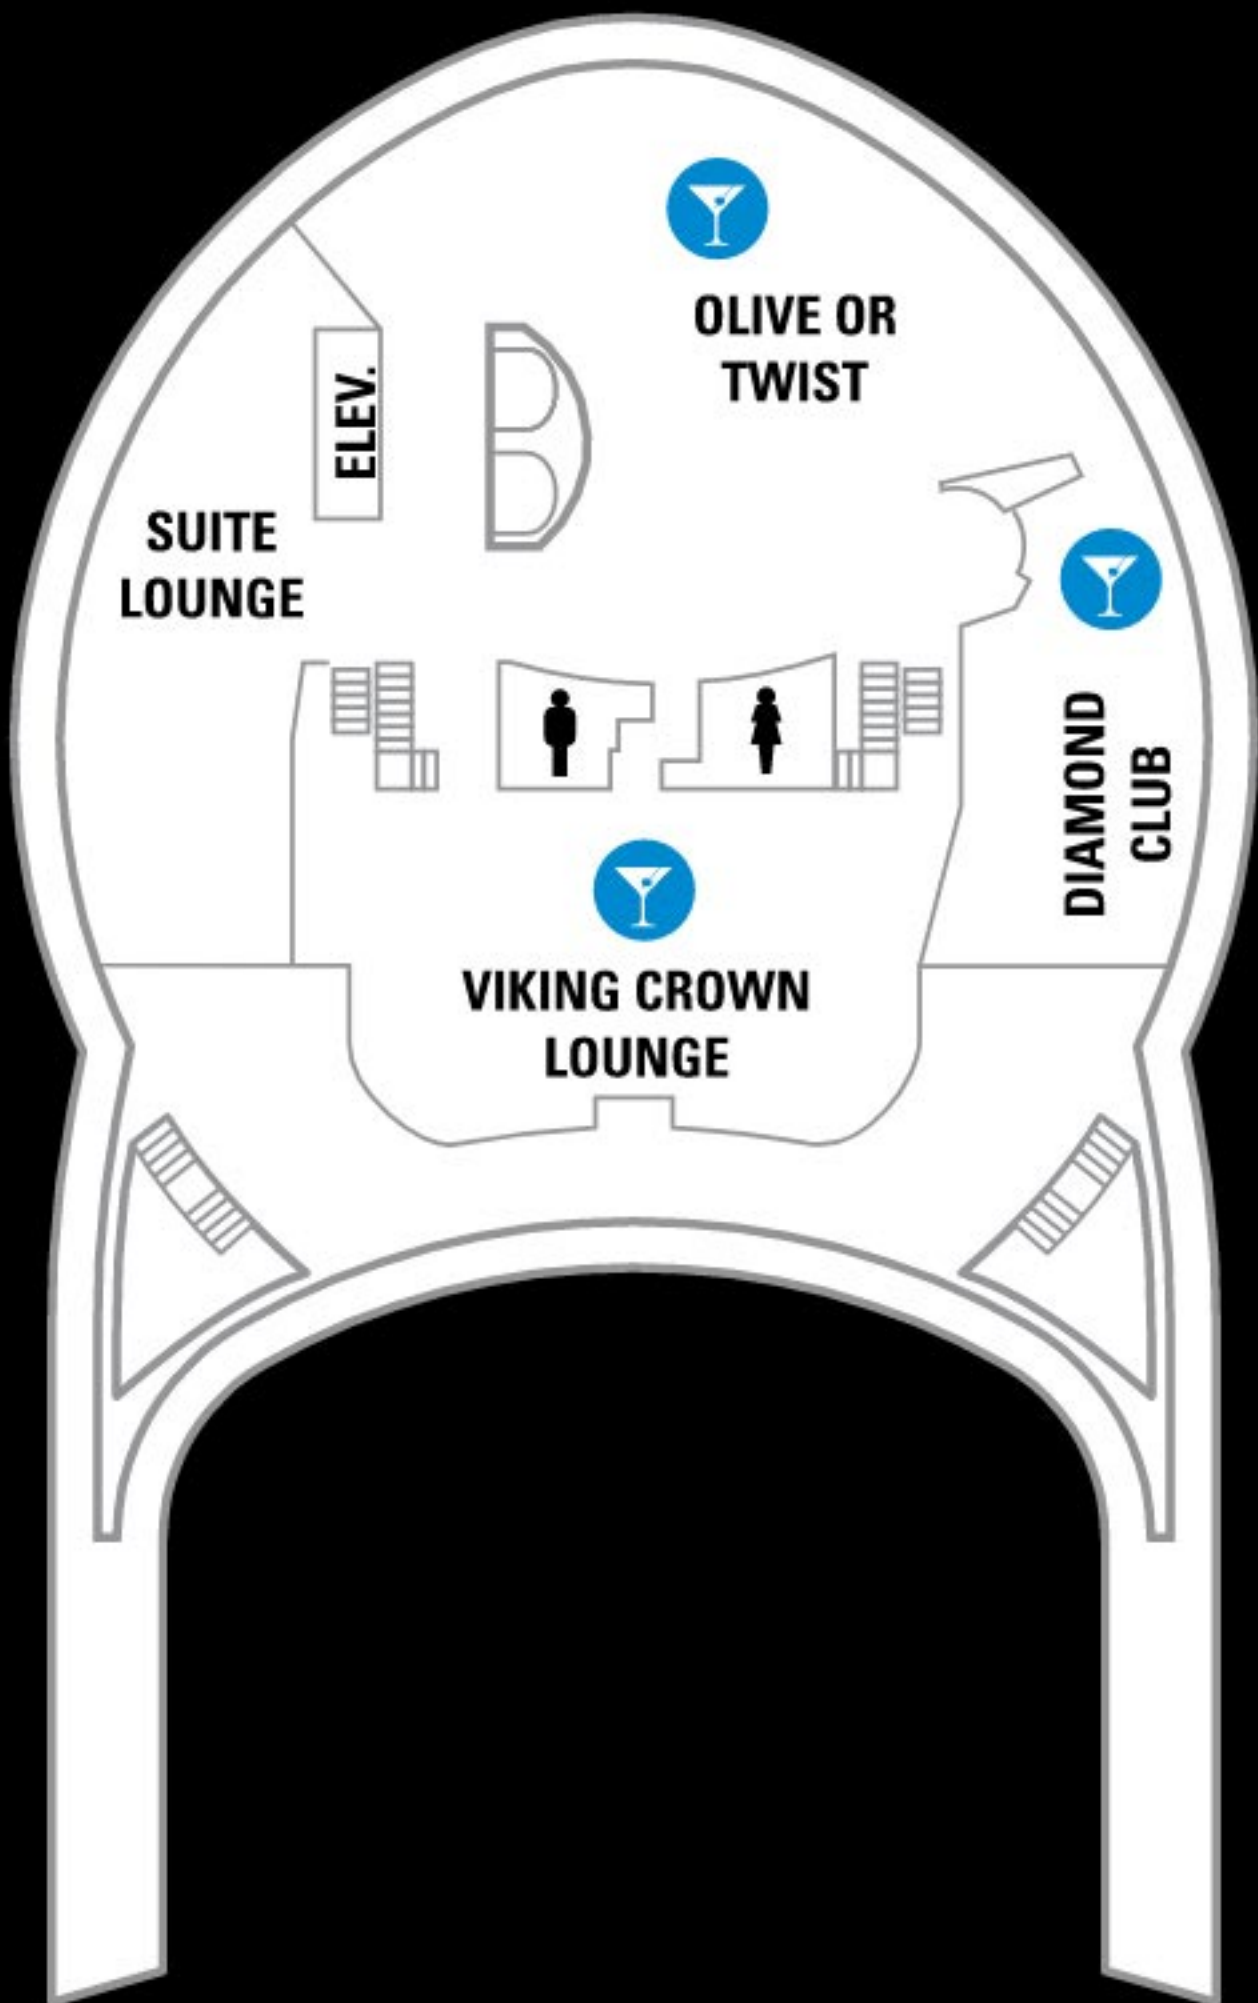 OLIVE OR
TWIST
ELEV.
SUITE
LOUNGE
DIAMOND
CLUB
VIKING CROWN
LOUNGE